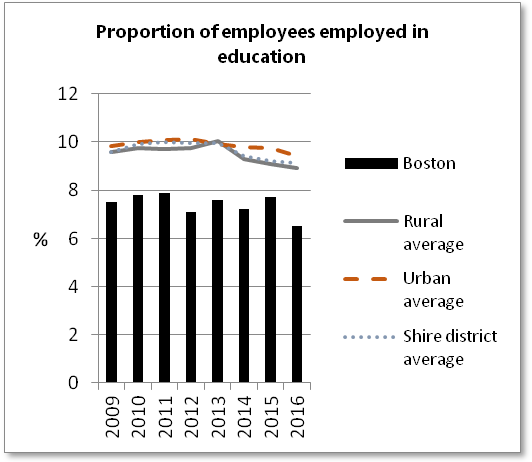 Proportion of employees employed in
education
12
10
8
6
4
2
0
%
2009
2010
2011
2012
2013
2014
2015
2016
Boston
Rural
average
Urban
average
Shire district
average